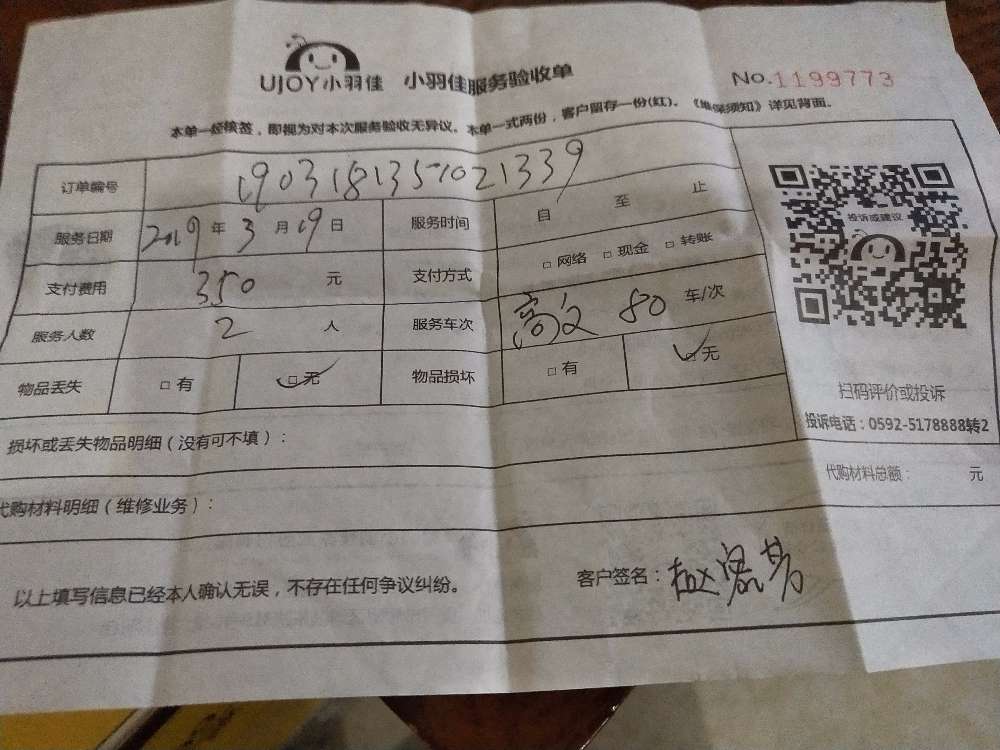 UJOY小羽佳 小羽佳服务验收单 No.1199773
本单一经核签，即视为对本次服务验收无异议。本单一式两份，客户留存一份(红)。《维保须知》详见背面。
订单编号 1903181351021339
服务日期 2019年3月19日 服务时间 自 至 止
支付费用 350 元 支付方式 □网络 □现金 □转账
服务人数 2 人 服务车次 80 车/次
物品丢失 □有 ☑无 物品损坏 □有 ☑无
投诉或建议
扫码评价或投诉
投诉电话：0592-5178888转2
损坏或丢失物品明细（没有可不填）：
代购材料明细（维修业务）： 代购材料总额： 元
以上填写信息已经本人确认无误，不存在任何争议纠纷。 客户签名：赵